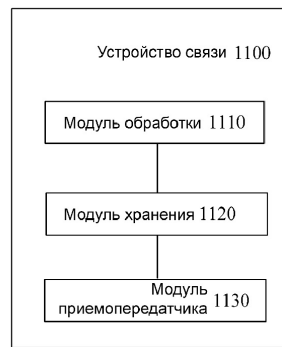 Устройство связи 1100
Модуль обработки 1110
Модуль хранения 1120
Модуль
приемопередатчика 1130